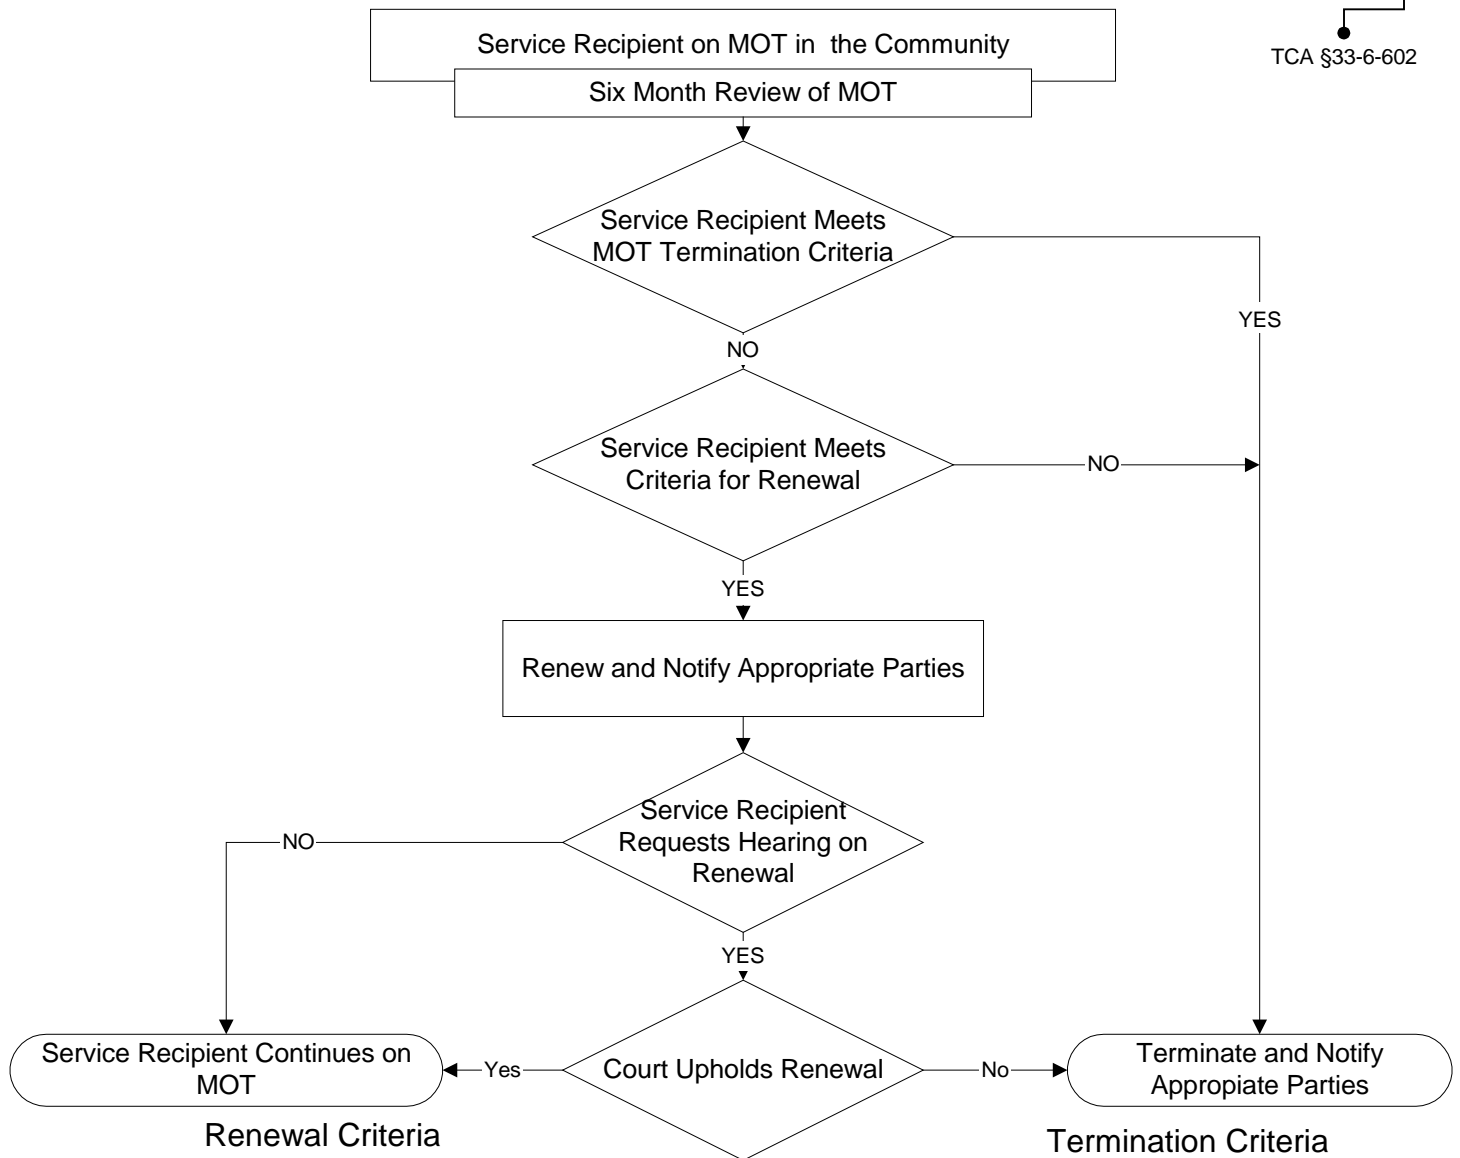 Service Recipient on MOT in the Community
TCA §33-6-602
Six Month Review of MOT
Service Recipient Meets
MOT Termination Criteria
YES
NO
Service Recipient Meets
Criteria for Renewal
NO
YES
Renew and Notify Appropriate Parties
Service Recipient
Requests Hearing on
Renewal
NO
YES
Service Recipient Continues on
MOT
Yes
Court Upholds Renewal
No
Terminate and Notify
Appropiate Parties
Renewal Criteria
Termination Criteria